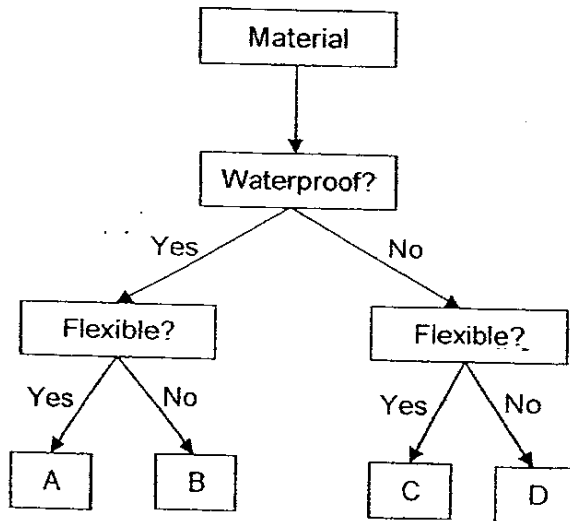 Material
Waterproof?
Yes
No
Flexible?
Flexible?
Yes
No
Yes
No
A
B
C
D